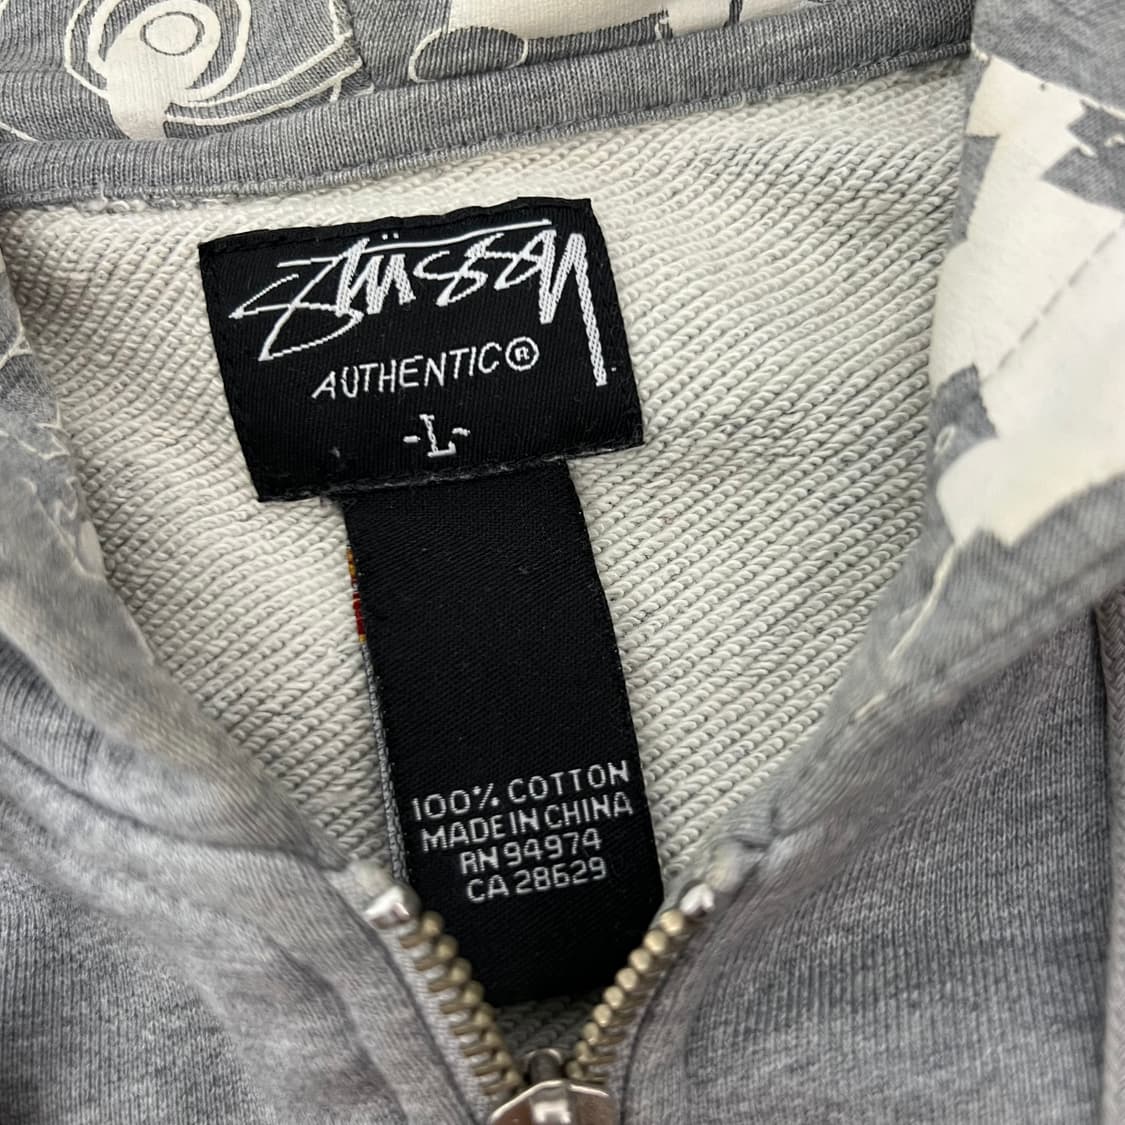 Stüssy
AUTHENTIC®
-L-
100% COTTON
MADE IN CHINA
RN 94974
CA 28629